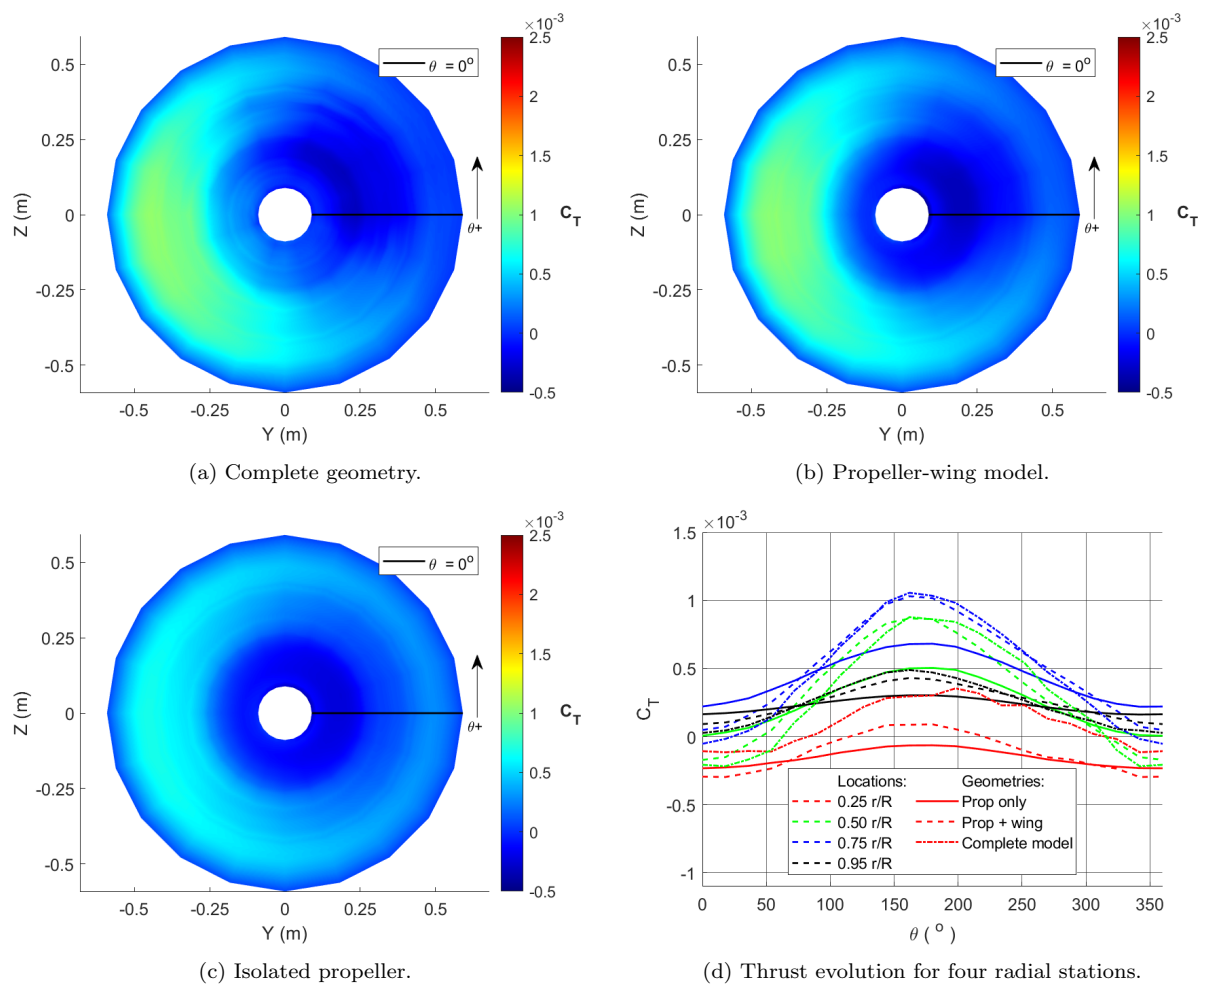 ×10⁻³
2.5
2
1.5
1
0.5
0
-0.5
C_T
θ = 0°
θ+
0.5
0.25
0
-0.25
-0.5
Z (m)
-0.5 -0.25 0 0.25 0.5
Y (m)
(a) Complete geometry.
×10⁻³
2.5
2
1.5
1
0.5
0
-0.5
C_T
θ = 0°
θ+
0.5
0.25
0
-0.25
-0.5
Z (m)
-0.5 -0.25 0 0.25 0.5
Y (m)
(b) Propeller-wing model.
×10⁻³
2.5
2
1.5
1
0.5
0
-0.5
C_T
θ = 0°
θ+
0.5
0.25
0
-0.25
-0.5
Z (m)
-0.5 -0.25 0 0.25 0.5
Y (m)
(c) Isolated propeller.
×10⁻³
1.5
1
0.5
0
-0.5
-1
C_T
Locations: Geometries:
0.25 r/R Prop only
0.50 r/R Prop + wing
0.75 r/R Complete model
0.95 r/R
0 50 100 150 200 250 300 350
θ ( ° )
(d) Thrust evolution for four radial stations.